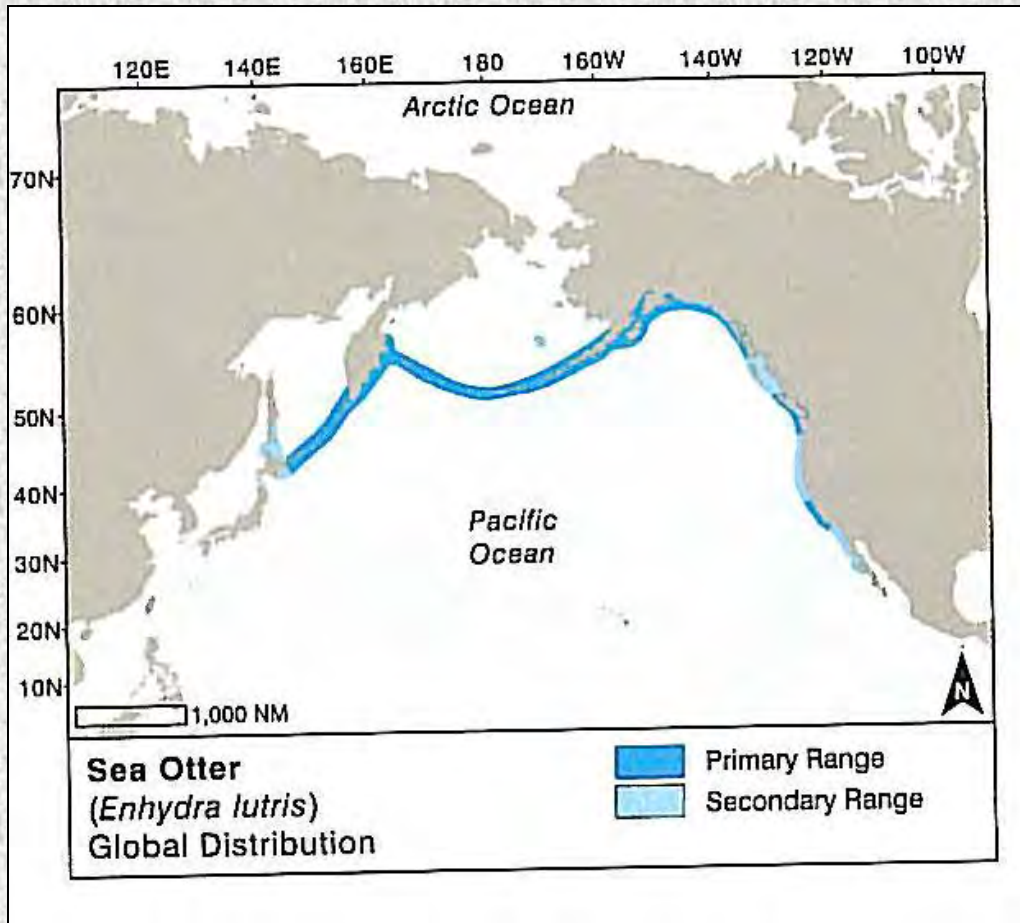 120E 140E 160E 180 160W 140W 120W 100W
Arctic Ocean
70N
60N
50N
40N
Pacific
Ocean
30N
20N
10N
N
1,000 NM
Sea Otter
(Enhydra lutris)
Global Distribution
Primary Range
Secondary Range